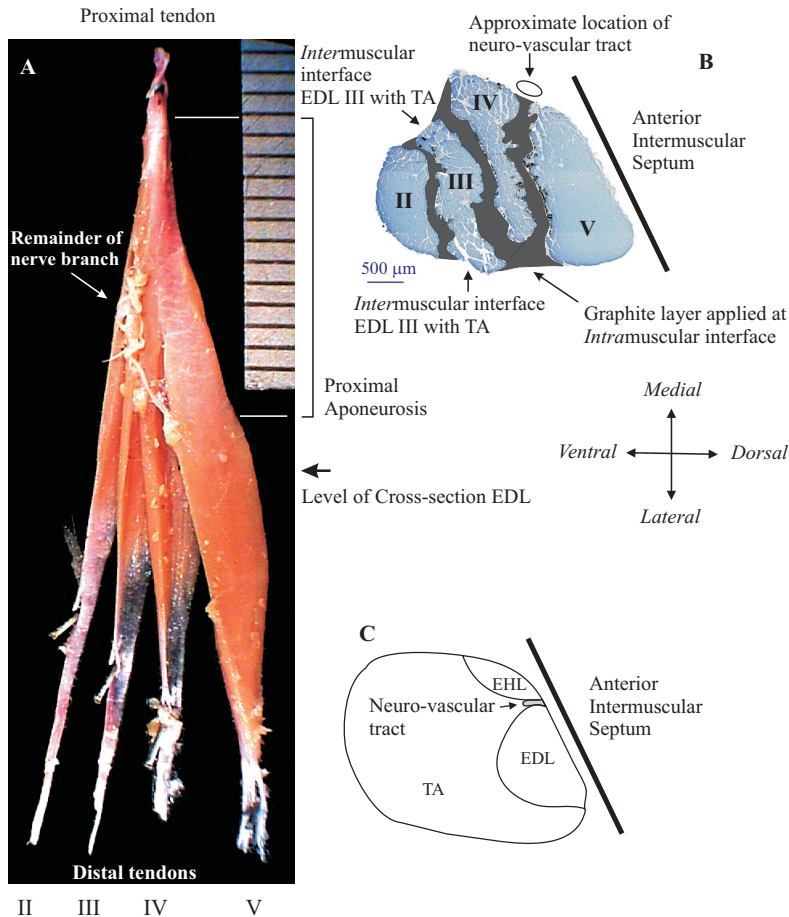 Proximal tendon
A
Remainder of
nerve branch
Distal tendons
II III IV V
Intermuscular
interface
EDL III with TA
Approximate location of
neuro-vascular tract
B
IV
III
II
V
Anterior
Intermuscular
Septum
500 µm
Intermuscular interface
EDL III with TA
Graphite layer applied at
Intramuscular interface
Proximal
Aponeurosis
Level of Cross-section EDL
Medial
Ventral
Dorsal
Lateral
C
EHL
Neuro-vascular
tract
EDL
TA
Anterior
Intermuscular
Septum